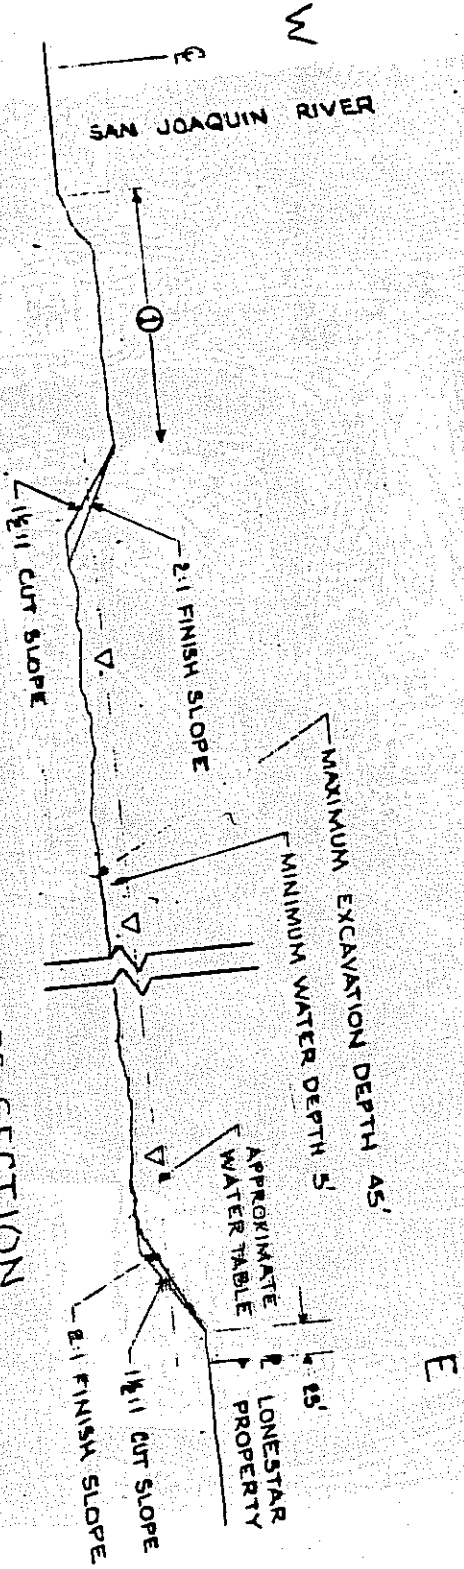 W
E
℄
SAN JOAQUIN RIVER
①
2:1 FINISH SLOPE
1½:1 CUT SLOPE
MAXIMUM EXCAVATION DEPTH 45'
MINIMUM WATER DEPTH 5'
APPROXIMATE
WATER TABLE
25'
LONESTAR
PROPERTY
1½:1 CUT SLOPE
2:1 FINISH SLOPE
SECTION